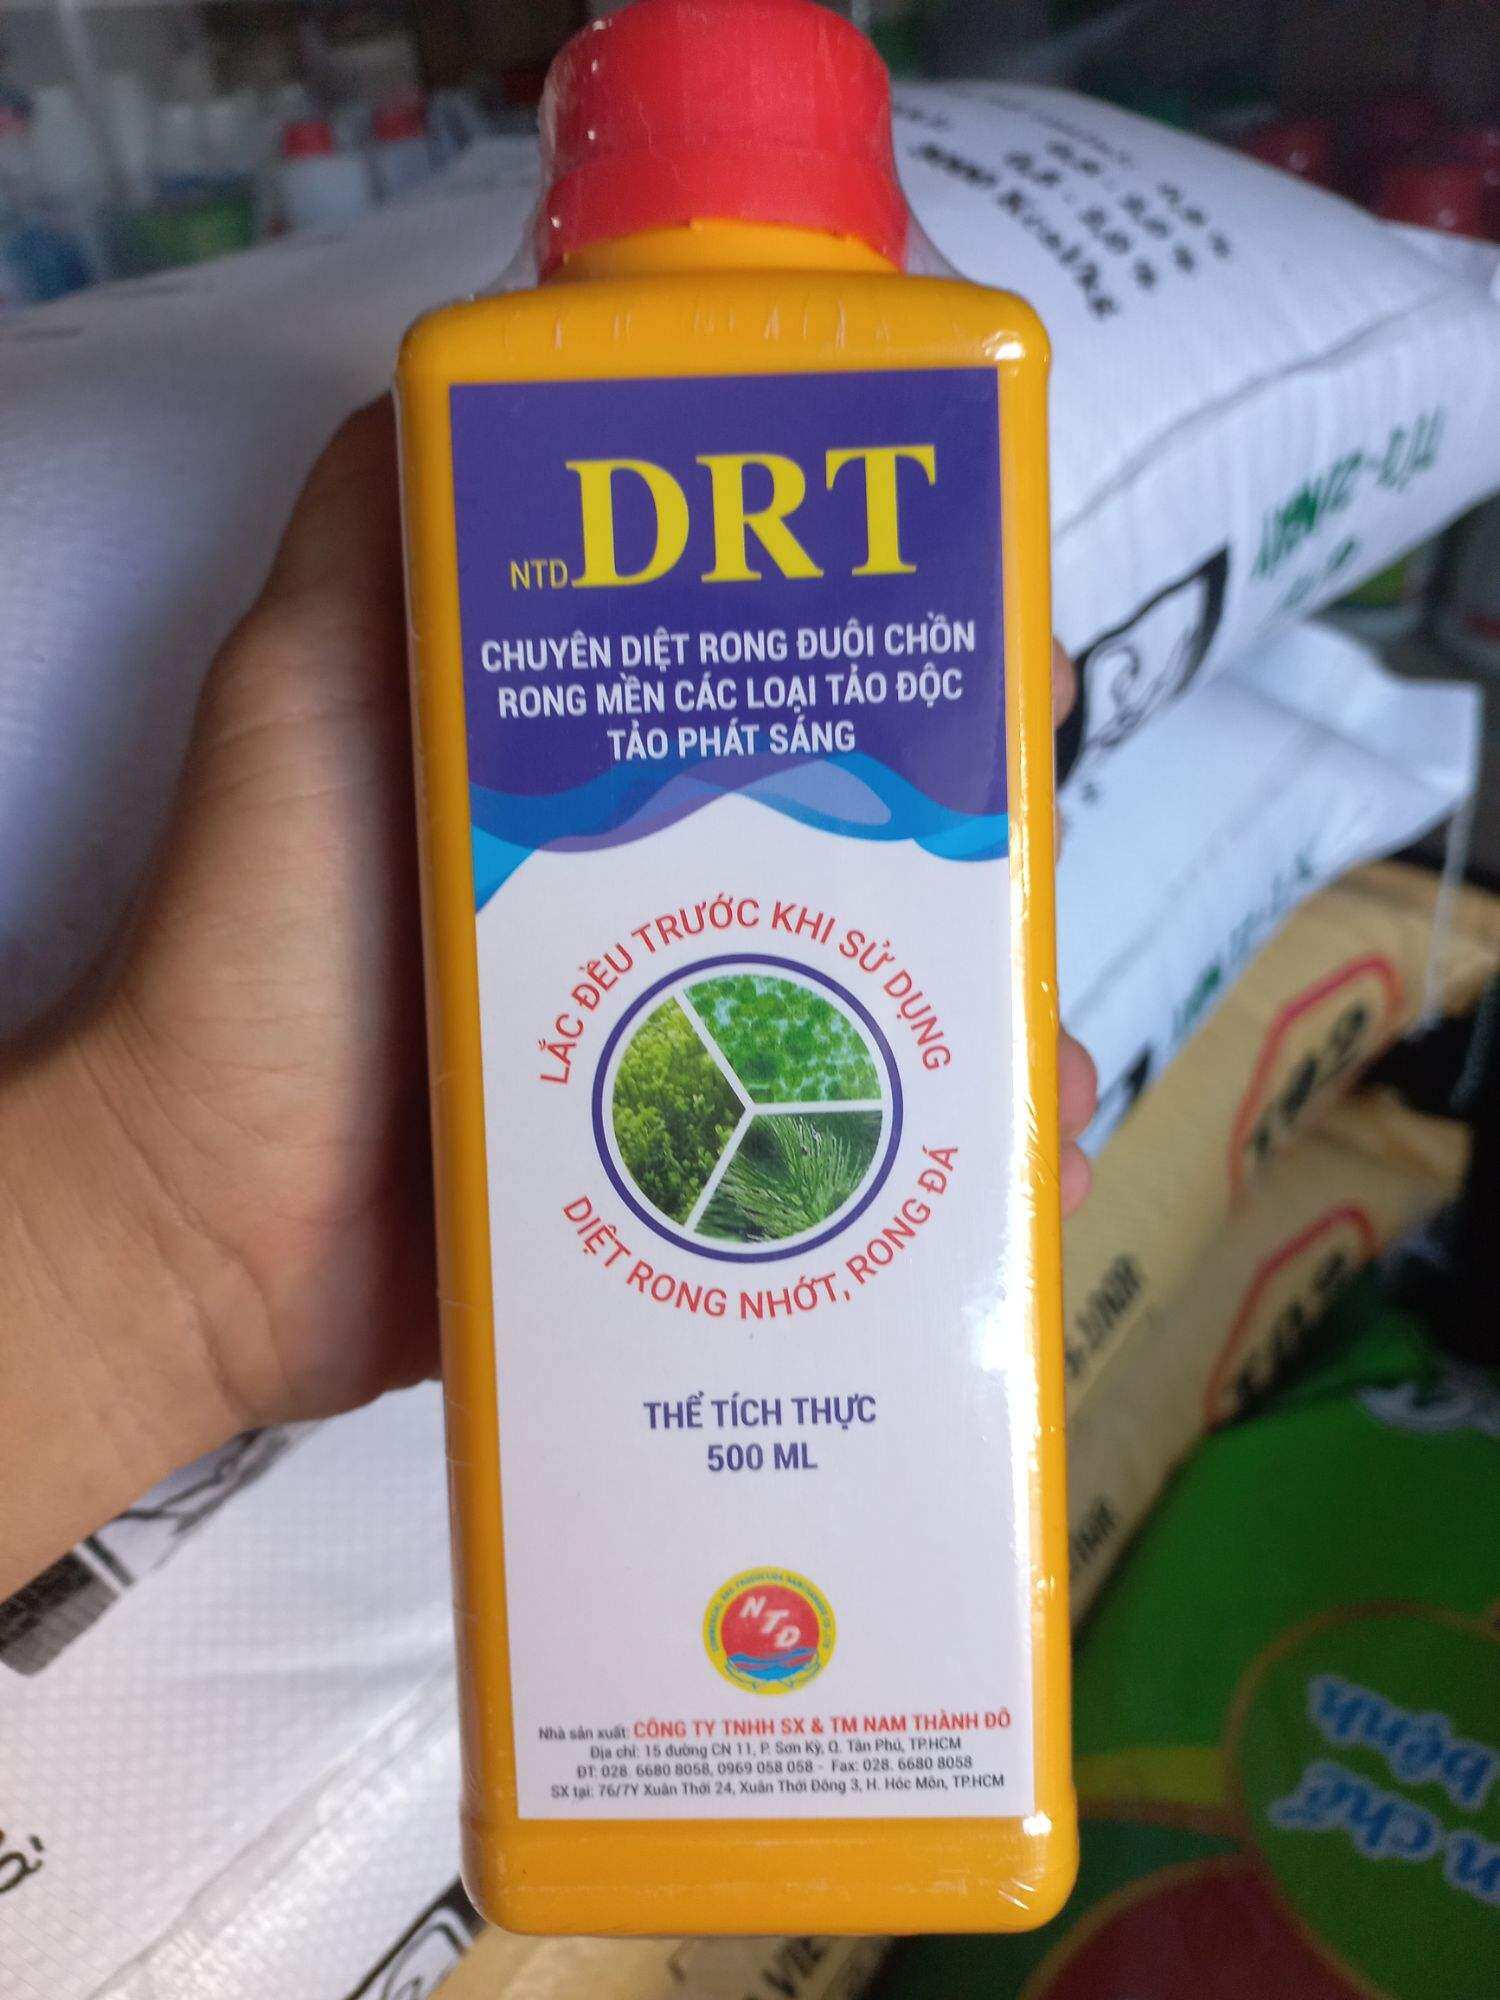 NTD DRT
CHUYÊN DIỆT RONG ĐUÔI CHỒN
RONG MỀN CÁC LOẠI TẢO ĐỘC
TẢO PHÁT SÁNG
LẮC ĐỀU TRƯỚC KHI SỬ DỤNG
DIỆT RONG NHỚT, RONG ĐÁ
THỂ TÍCH THỰC
500 ML
NTD
Nhà sản xuất: CÔNG TY TNHH SX & TM NAM THÀNH ĐÔ
Địa chỉ: 15 đường CN 11, P. Sơn Kỳ, Q. Tân Phú, TP.HCM
ĐT: 028. 6680 8058, 0969 058 058 - Fax: 028. 6680 8058
SX tại: 76/7Y Xuân Thới 24, Xuân Thới Đông 3, H. Hóc Môn, TP.HCM
bệnh